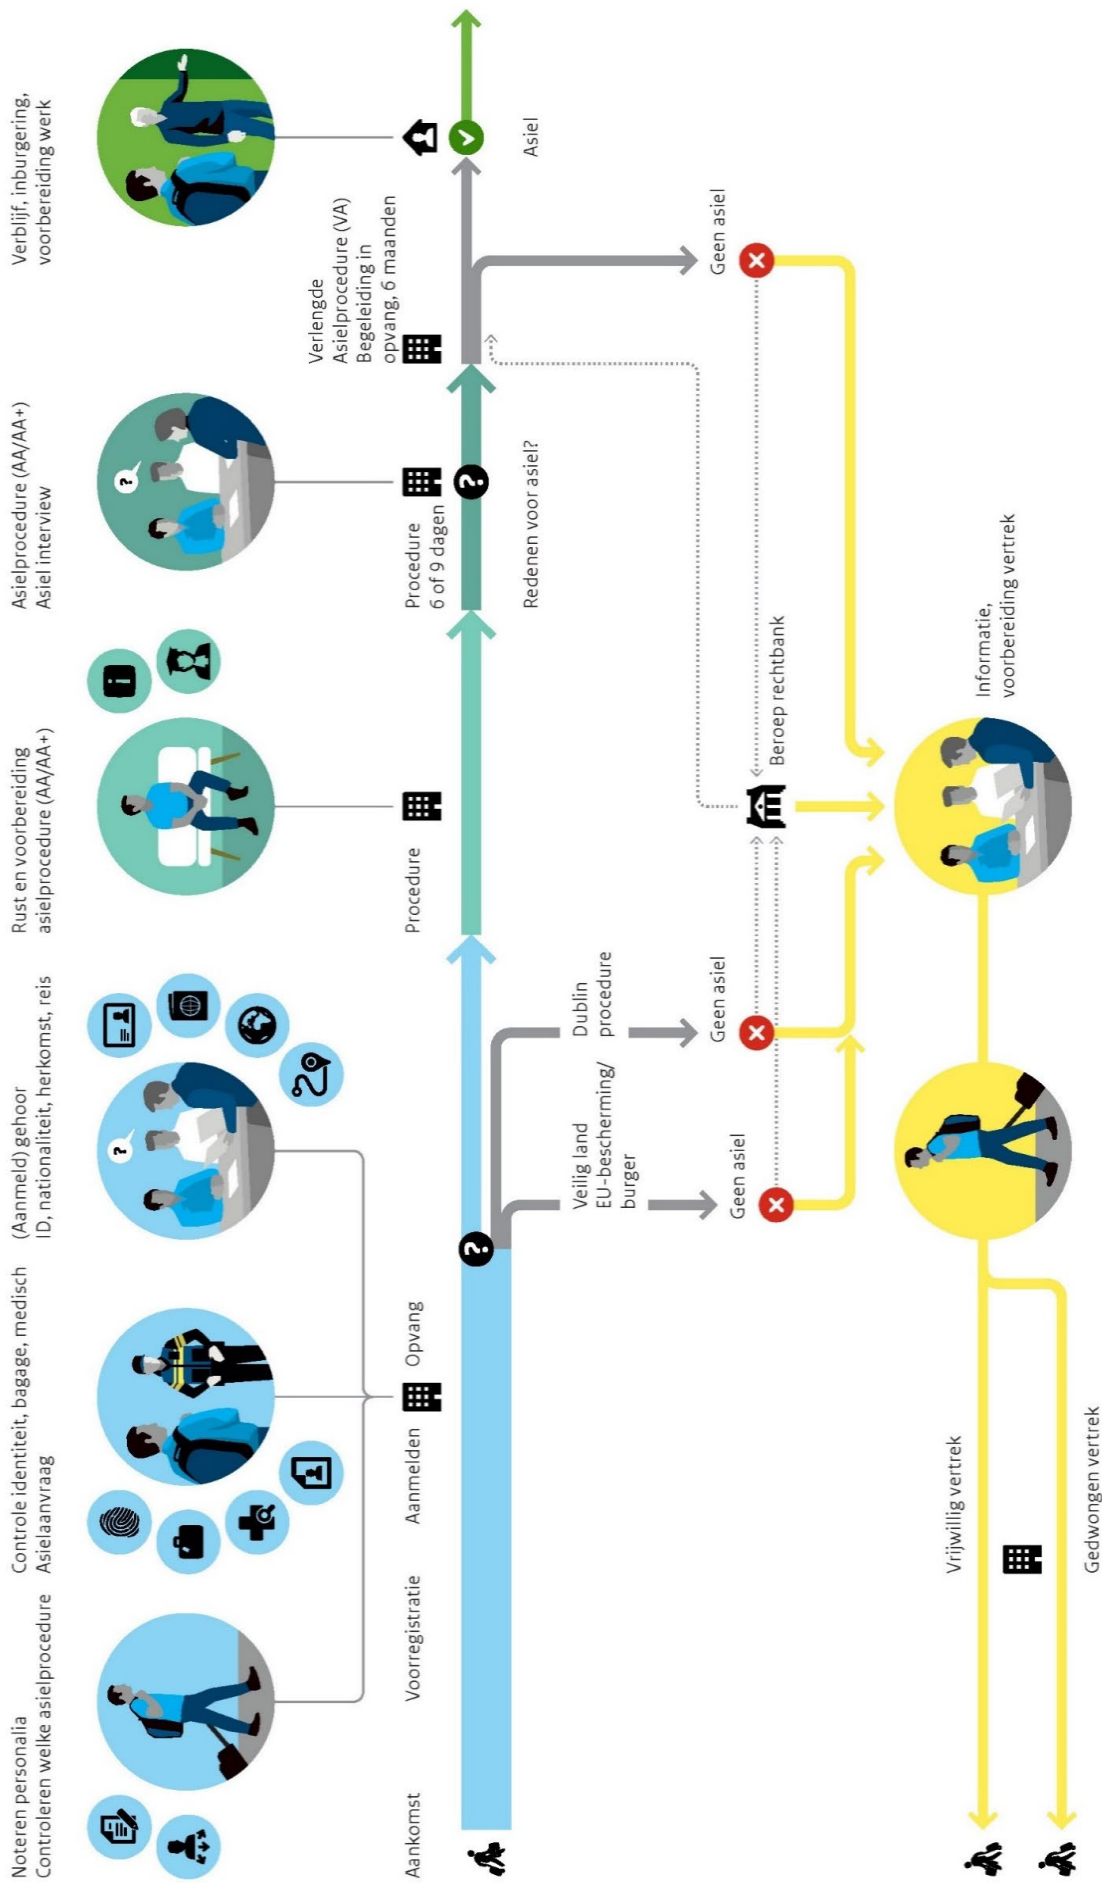 Noteren personalia
Controleren welke asielprocedure
Controle identiteit, bagage, medisch
Asielaanvraag
(Aanmeld) gehoor
ID, nationaliteit, herkomst, reis
Rust en voorbereiding
asielprocedure (AA/AA+)
Asielprocedure (AA/AA+)
Asiel interview
Verblijf, inburgering,
voorbereiding werk
Aankomst
Voorregistratie
Aanmelden
Opvang
Procedure
Procedure
6 of 9 dagen
Verlengde
Asielprocedure (VA)
Begeleiding in
opvang, 6 maanden
Redenen voor asiel?
Asiel
Veilig land
EU-bescherming/
burger
Dublin
procedure
Geen asiel
Geen asiel
Geen asiel
Beroep rechtbank
Informatie,
voorbereiding vertrek
Vrijwillig vertrek
Gedwongen vertrek